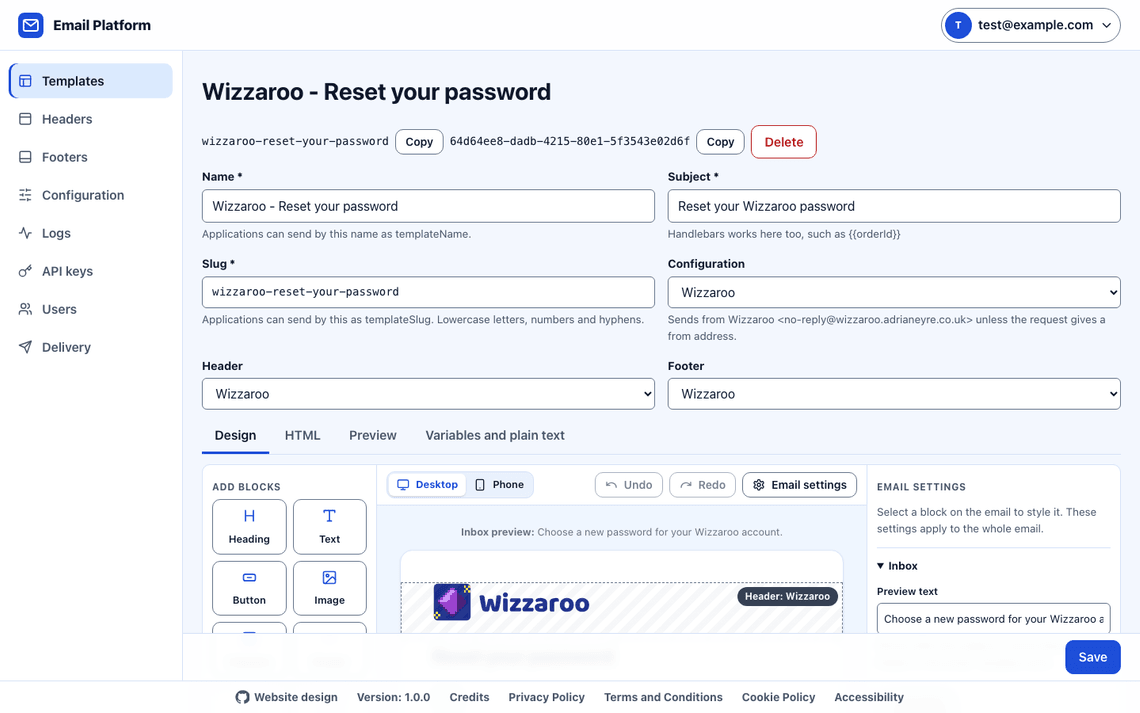 Email Platform
T
test@example.com
Templates
Headers
Footers
Configuration
Logs
API keys
Users
Delivery
Wizzaroo - Reset your password
wizzaroo-reset-your-password
Copy
64d64ee8-dadb-4215-80e1-5f3543e02d6f
Copy
Delete
Name *
Wizzaroo - Reset your password
Applications can send by this name as templateName.
Subject *
Reset your Wizzaroo password
Handlebars works here too, such as {{orderId}}
Slug *
wizzaroo-reset-your-password
Applications can send by this as templateSlug. Lowercase letters, numbers and hyphens.
Configuration
Wizzaroo
Sends from Wizzaroo <no-reply@wizzaroo.adrianeyre.co.uk> unless the request gives a
from address.
Header
Wizzaroo
Footer
Wizzaroo
Design
HTML
Preview
Variables and plain text
ADD BLOCKS
Heading
Text
Button
Image
Desktop
Phone
Undo
Redo
Email settings
Inbox preview: Choose a new password for your Wizzaroo account.
Wizzaroo
Header: Wizzaroo
EMAIL SETTINGS
Select a block on the email to style it. These
settings apply to the whole email.
Inbox
Preview text
Choose a new password for your Wizzaroo a
Save
Website design
Version: 1.0.0
Credits
Privacy Policy
Terms and Conditions
Cookie Policy
Accessibility